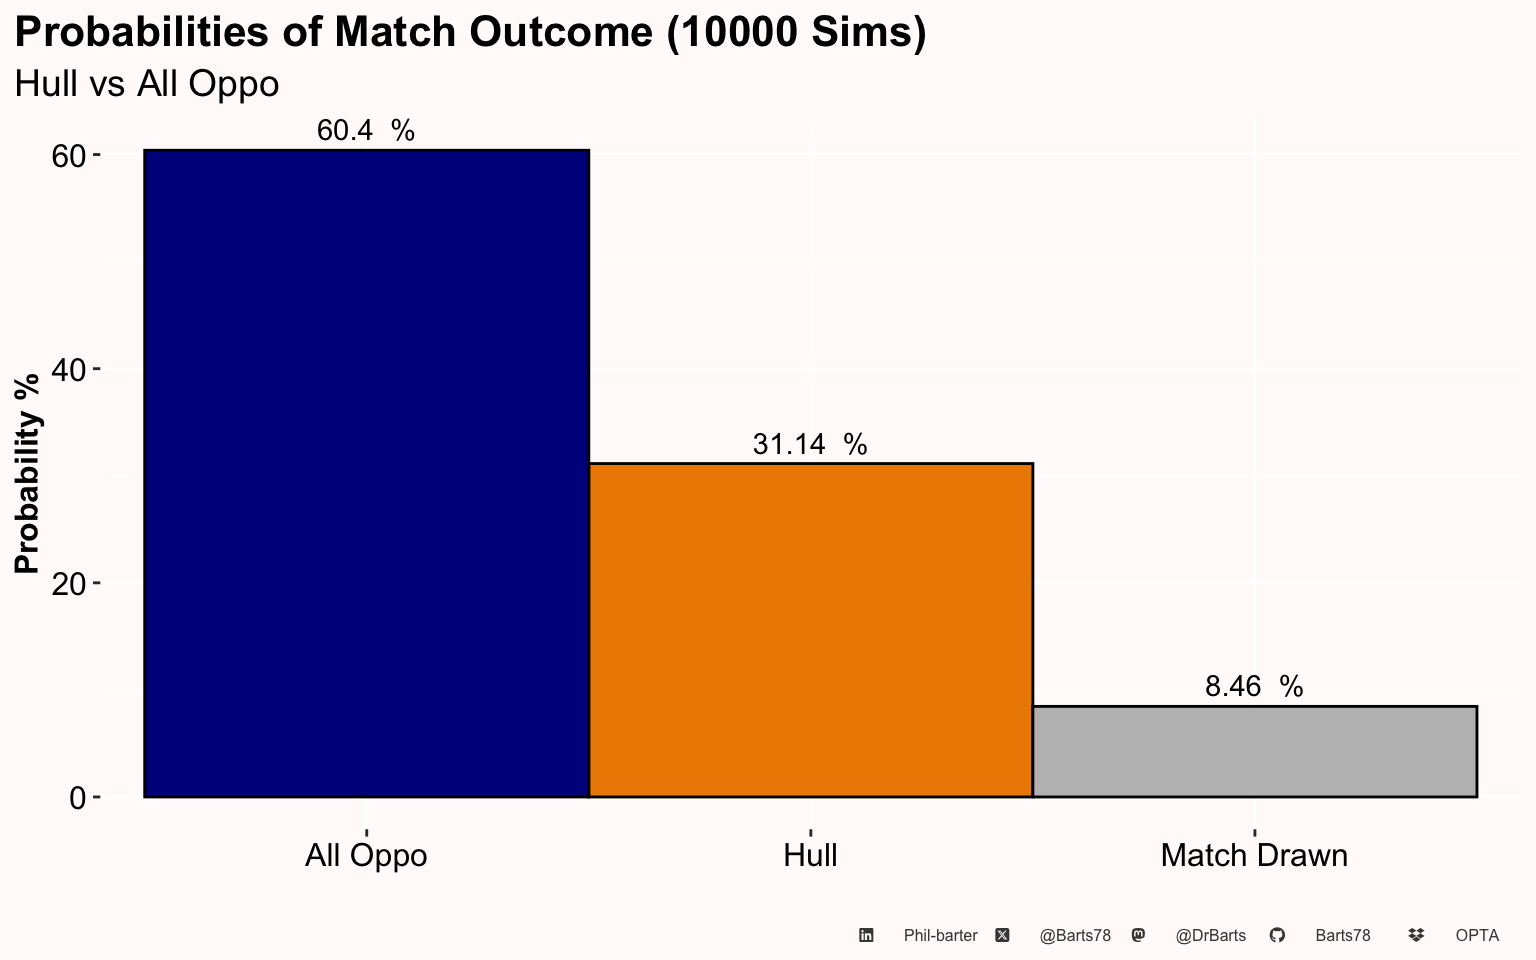 Probabilities of Match Outcome (10000 Sims)
Hull vs All Oppo
60.4 %
60
40
31.14 %
Probability %
20
8.46 %
0
All Oppo Hull Match Drawn
Phil-barter @Barts78 @DrBarts Barts78 OPTA